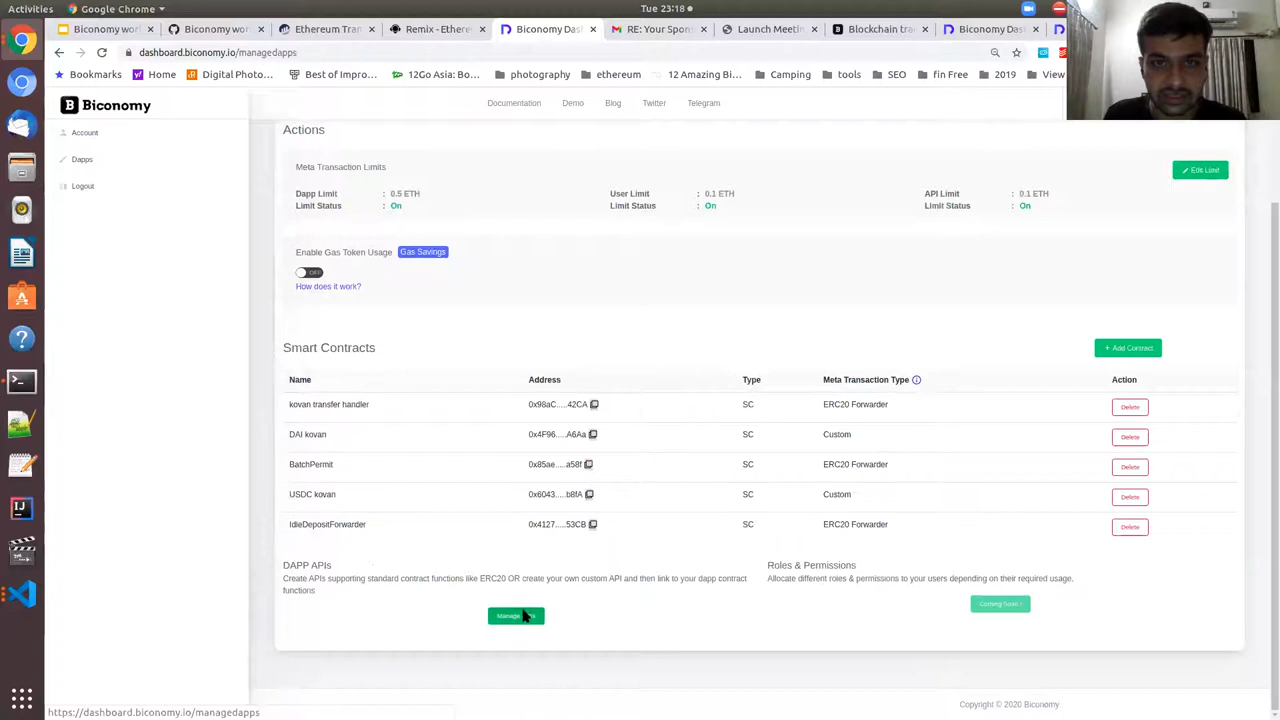 Activities
Google Chrome
Tue 23:18
Biconomy wo
Biconomy wo
Ethereum Tran
Remix - Ethere
Biconomy Das
RE: Your Spon
Launch Meeti
Blockchain tra
Biconomy Da
Biconomy Das
dashboard.biconomy.io/managedapps
Bookmarks
Home
Digital Photo...
Best of Impro...
12Go Asia: Bo...
photography
ethereum
12 Amazing Bi...
Camping
tools
SEO
fin Free
2019
View
Biconomy
Documentation
Demo
Blog
Twitter
Telegram
Account
Dapps
Logout
Actions
Meta Transaction Limits
Edit Limit
Dapp Limit : 0.5 ETH
User Limit : 0.1 ETH
API Limit : 0.1 ETH
Limit Status : On
Limit Status : On
Limit Status : On
Enable Gas Token Usage
Gas Savings
OFF
How does it work?
Smart Contracts
+ Add Contract
Name Address Type Meta Transaction Type Action
kovan transfer handler 0x98aC.....42CA SC ERC20 Forwarder Delete
DAI kovan 0x4F96.....A6Aa SC Custom Delete
BatchPermit 0x85ae.....a58f SC ERC20 Forwarder Delete
USDC kovan 0x6043.....b8fA SC Custom Delete
IdleDepositForwarder 0x4127.....53CB SC ERC20 Forwarder Delete
DAPP APIs
Create APIs supporting standard contract functions like ERC20 OR create your own custom API and then link to your dapp contract
functions
Manage
Roles & Permissions
Allocate different roles & permissions to your users depending on their required usage.
Coming Soon !
Copyright © 2020 Biconomy
https://dashboard.biconomy.io/managedapps